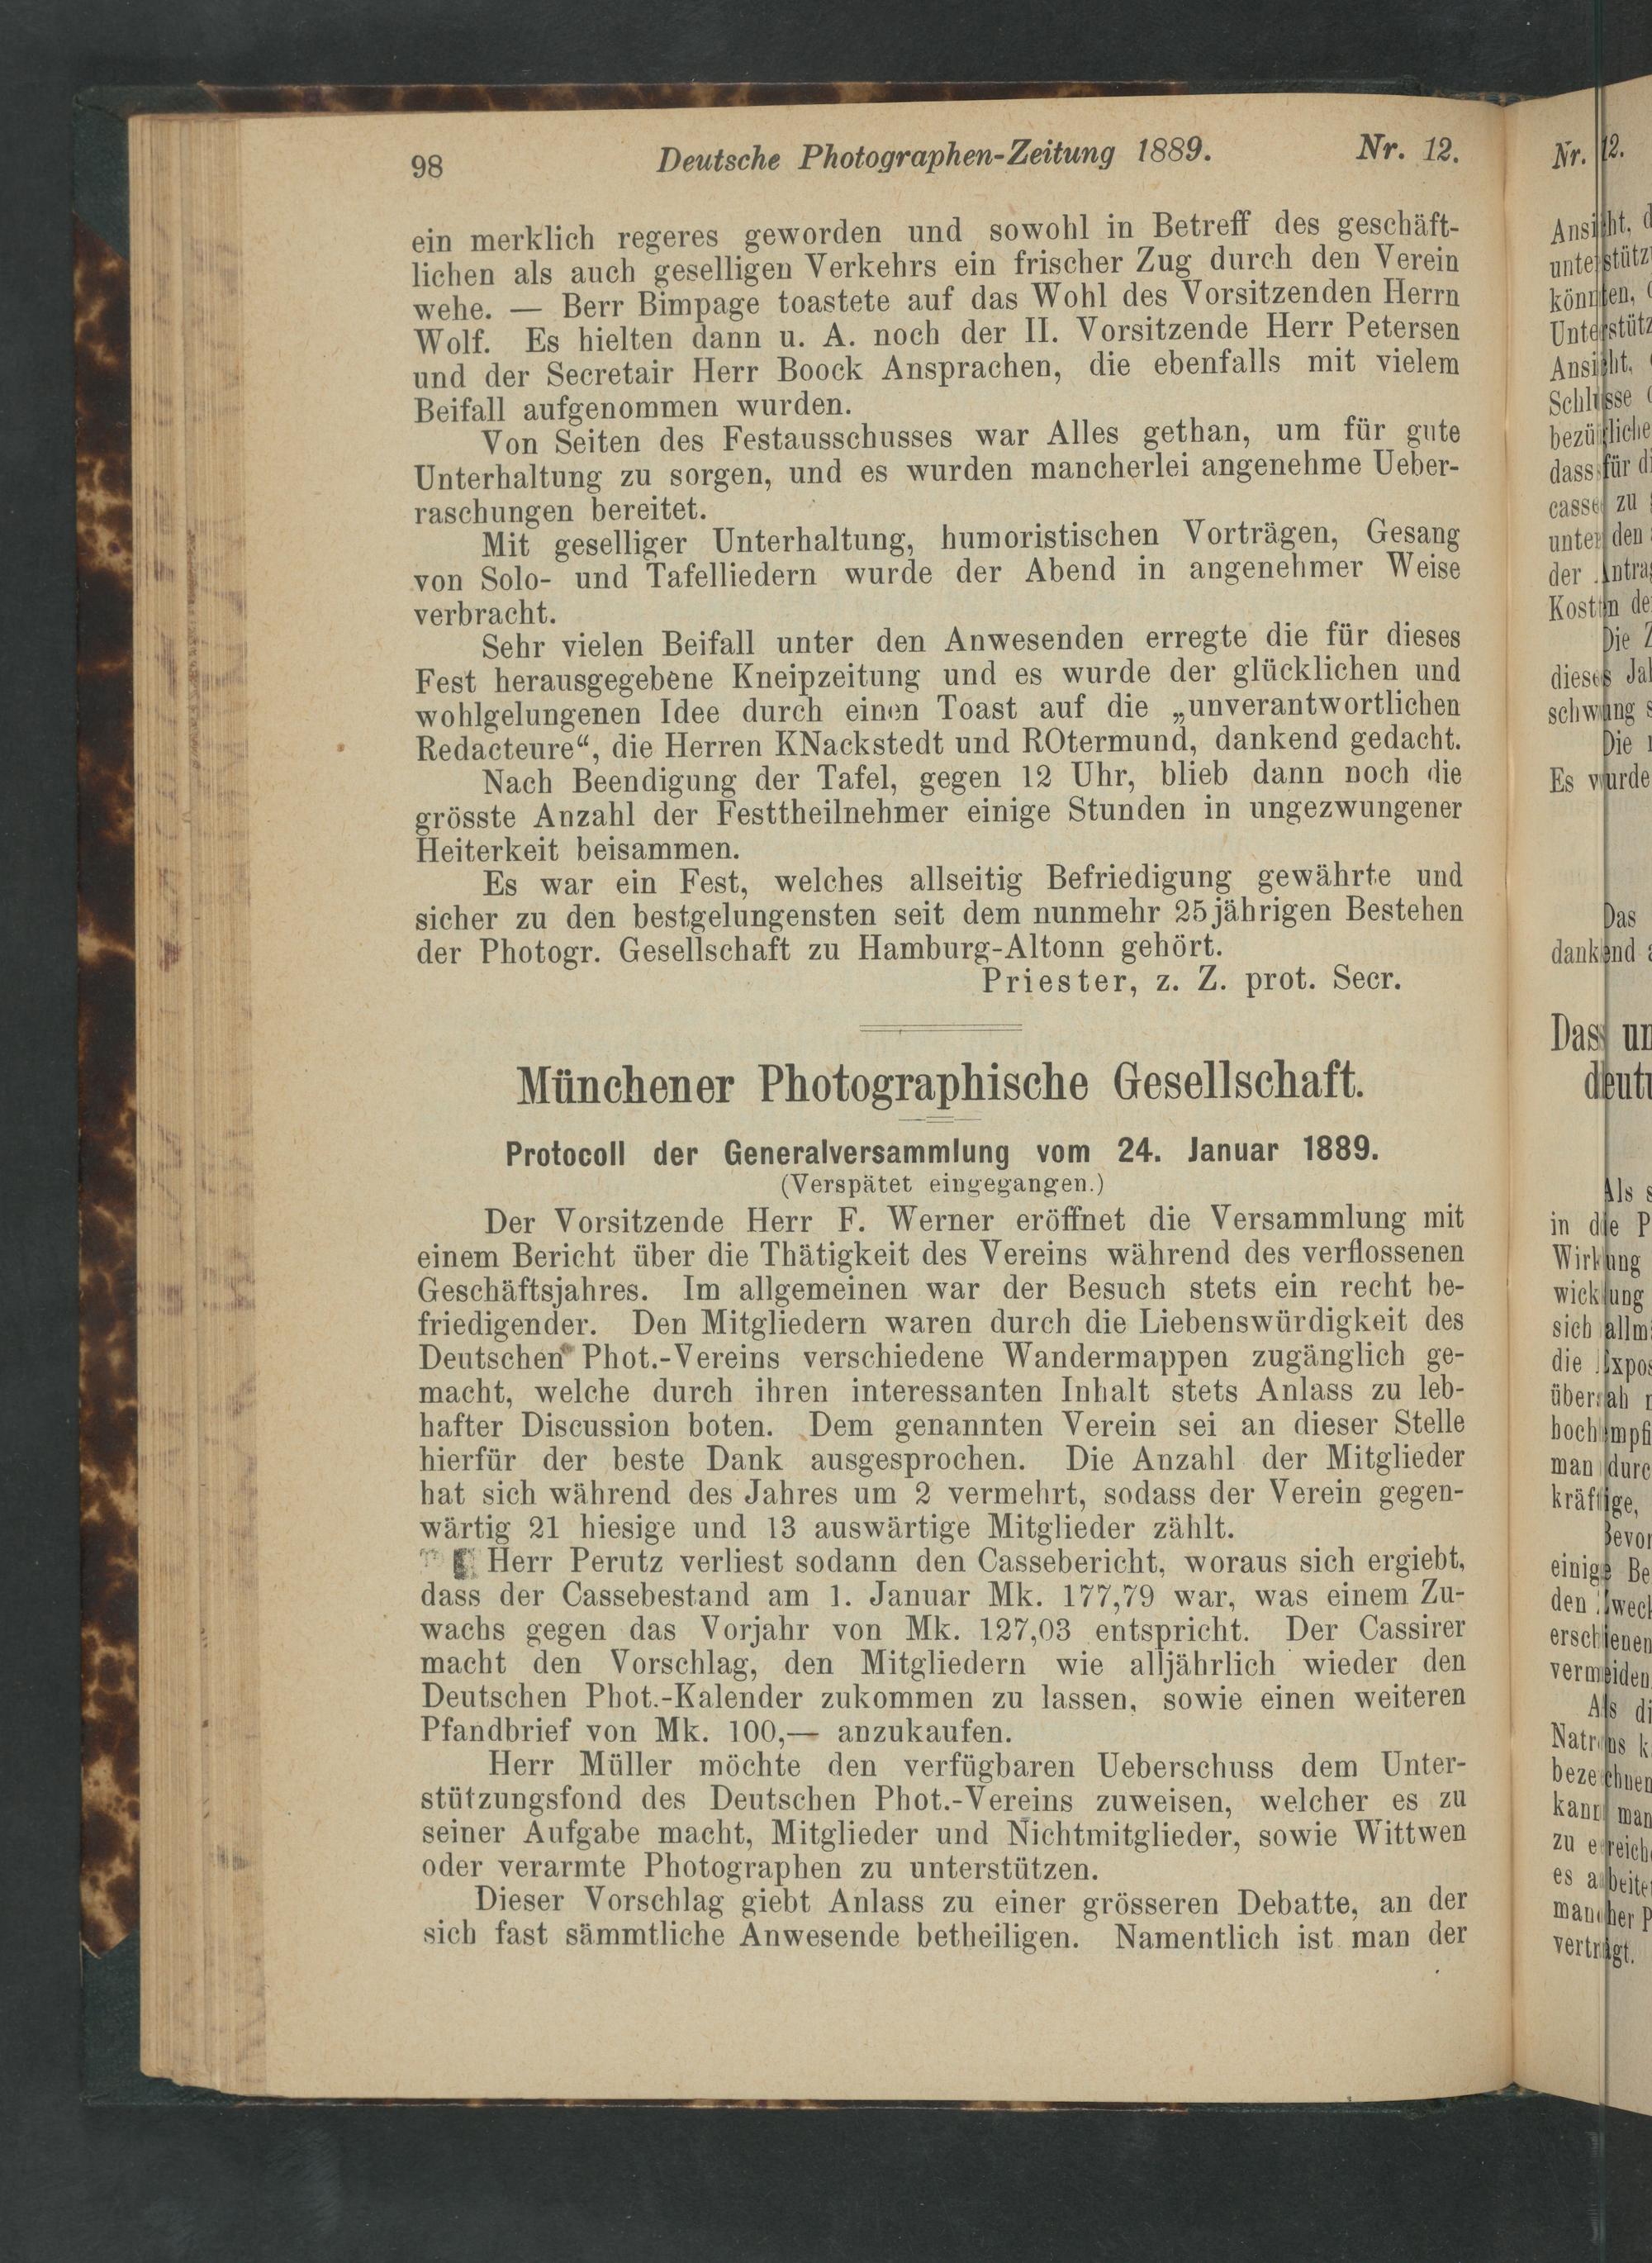 98 Deutsche Photographen-Zeitung 1889. Nr. 12.
ein merklich regeres geworden und sowohl in Betreff des geschäft-
lichen als auch geselligen Verkehrs ein frischer Zug durch den Verein
wehe. — Berr Bimpage toastete auf das Wohl des Vorsitzenden Herrn
Wolf. Es hielten dann u. A. noch der II. Vorsitzende Herr Petersen
und der Secretair Herr Boock Ansprachen, die ebenfalls mit vielem
Beifall aufgenommen wurden.
Von Seiten des Festausschusses war Alles gethan, um für gute
Unterhaltung zu sorgen, und es wurden mancherlei angenehme Ueber-
raschungen bereitet.
Mit geselliger Unterhaltung, humoristischen Vorträgen, Gesang
von Solo- und Tafelliedern wurde der Abend in angenehmer Weise
verbracht.
Sehr vielen Beifall unter den Anwesenden erregte die für dieses
Fest herausgegebene Kneipzeitung und es wurde der glücklichen und
wohlgelungenen Idee durch einen Toast auf die „unverantwortlichen
Redacteure“, die Herren KNackstedt und ROtermund, dankend gedacht.
Nach Beendigung der Tafel, gegen 12 Uhr, blieb dann noch die
grösste Anzahl der Festtheilnehmer einige Stunden in ungezwungener
Heiterkeit beisammen.
Es war ein Fest, welches allseitig Befriedigung gewährte und
sicher zu den bestgelungensten seit dem nunmehr 25jährigen Bestehen
der Photogr. Gesellschaft zu Hamburg-Altonn gehört.
Priester, z. Z. prot. Secr.
Münchener Photographische Gesellschaft.
Protocoll der Generalversammlung vom 24. Januar 1889.
(Verspätet eingegangen.)
Der Vorsitzende Herr F. Werner eröffnet die Versammlung mit
einem Bericht über die Thätigkeit des Vereins während des verflossenen
Geschäftsjahres. Im allgemeinen war der Besuch stets ein recht be-
friedigender. Den Mitgliedern waren durch die Liebenswürdigkeit des
Deutschen Phot.-Vereins verschiedene Wandermappen zugänglich ge-
macht, welche durch ihren interessanten Inhalt stets Anlass zu leb-
hafter Discussion boten. Dem genannten Verein sei an dieser Stelle
hierfür der beste Dank ausgesprochen. Die Anzahl der Mitglieder
hat sich während des Jahres um 2 vermehrt, sodass der Verein gegen-
wärtig 21 hiesige und 13 auswärtige Mitglieder zählt.
Herr Perutz verliest sodann den Cassebericht, woraus sich ergiebt,
dass der Cassebestand am 1. Januar Mk. 177,79 war, was einem Zu-
wachs gegen das Vorjahr von Mk. 127,03 entspricht. Der Cassirer
macht den Vorschlag, den Mitgliedern wie alljährlich wieder den
Deutschen Phot.-Kalender zukommen zu lassen, sowie einen weiteren
Pfandbrief von Mk. 100,— anzukaufen.
Herr Müller möchte den verfügbaren Ueberschuss dem Unter-
stützungsfond des Deutschen Phot.-Vereins zuweisen, welcher es zu
seiner Aufgabe macht, Mitglieder und Nichtmitglieder, sowie Wittwen
oder verarmte Photographen zu unterstützen.
Dieser Vorschlag giebt Anlass zu einer grösseren Debatte, an der
sich fast sämmtliche Anwesende betheiligen. Namentlich ist man der